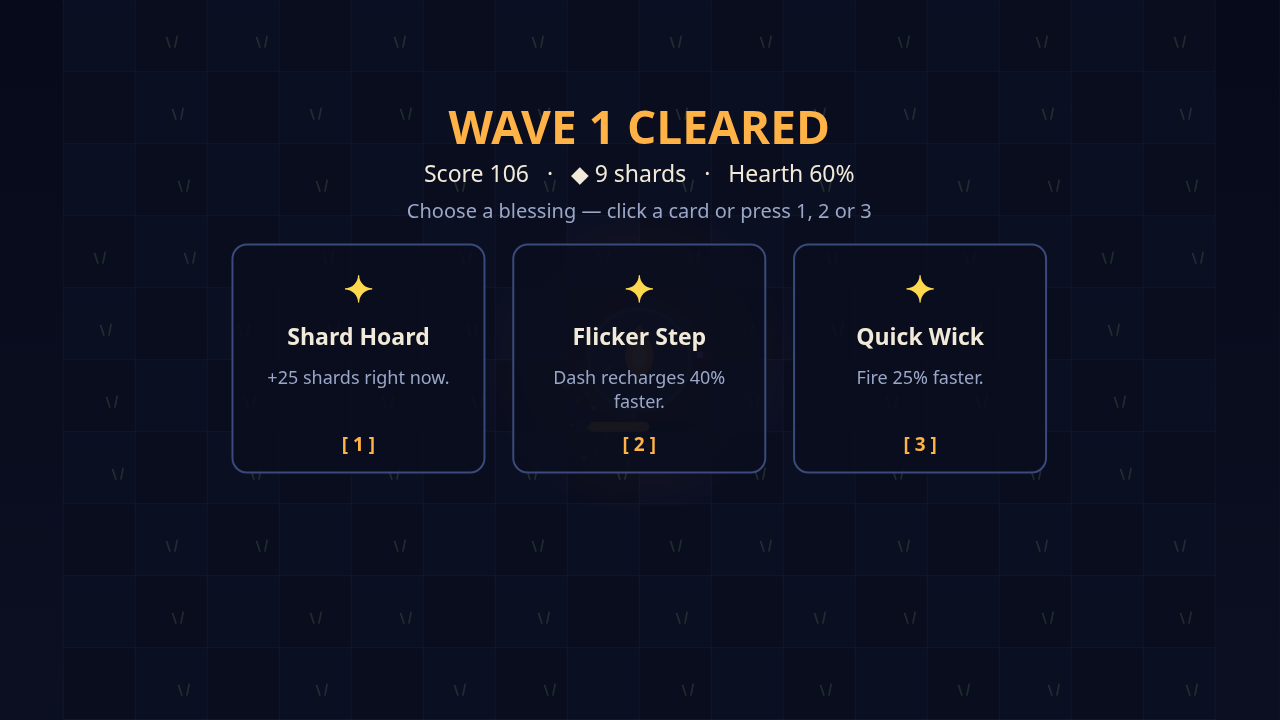 WAVE 1 CLEARED
Score 106 · ◆ 9 shards · Hearth 60%
Choose a blessing — click a card or press 1, 2 or 3
Shard Hoard
+25 shards right now.
[ 1 ]
Flicker Step
Dash recharges 40%
faster.
[ 2 ]
Quick Wick
Fire 25% faster.
[ 3 ]